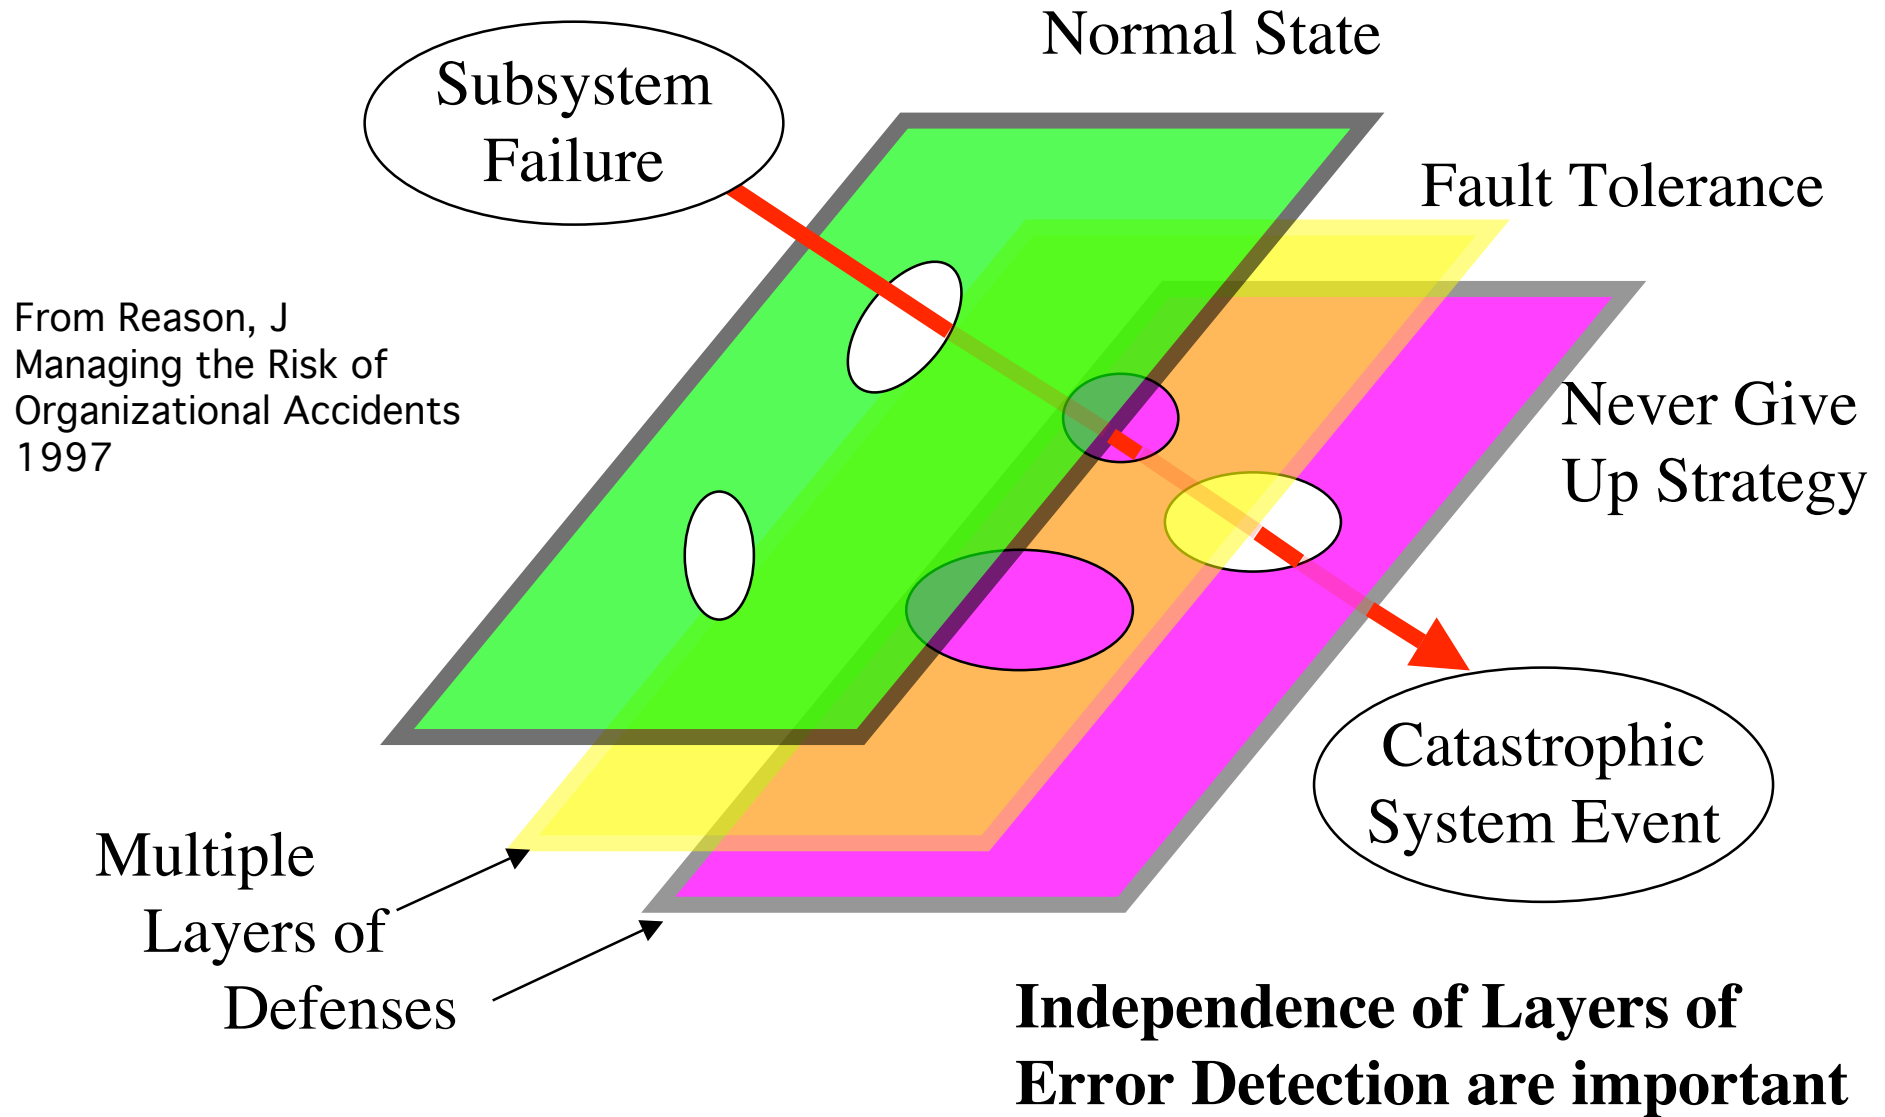 Normal State
Subsystem
Failure
Fault Tolerance
From Reason, J
Managing the Risk of
Organizational Accidents
1997
Never Give
Up Strategy
Catastrophic
System Event
Multiple
Layers of
Defenses
Independence of Layers of
Error Detection are important